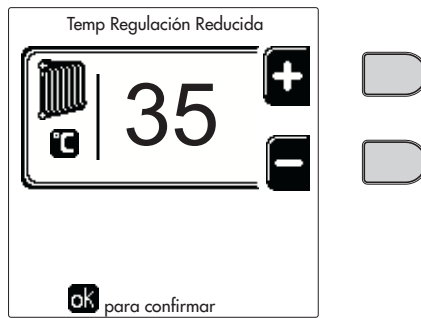 Temp Regulación Reducida
+
°C
35
-
ok para confirmar